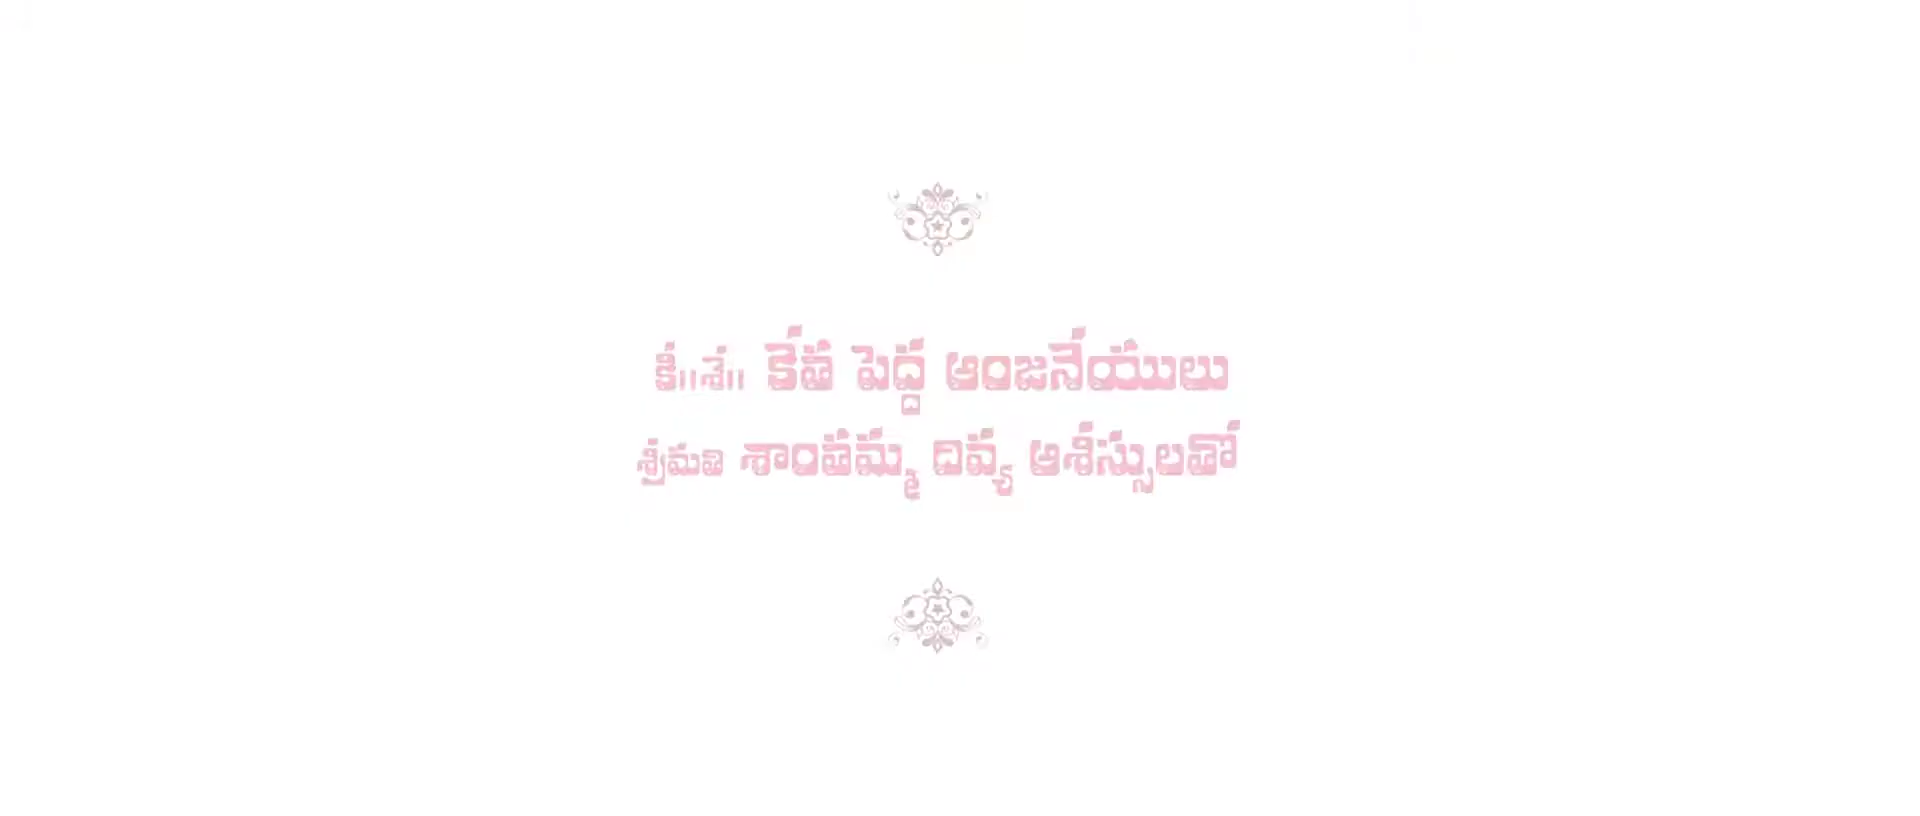 కీ॥శే॥ కేత పెద్ద ఆంజనేయులు
శ్రీమతి శాంతమ్మ దివ్య ఆశీస్సులతో